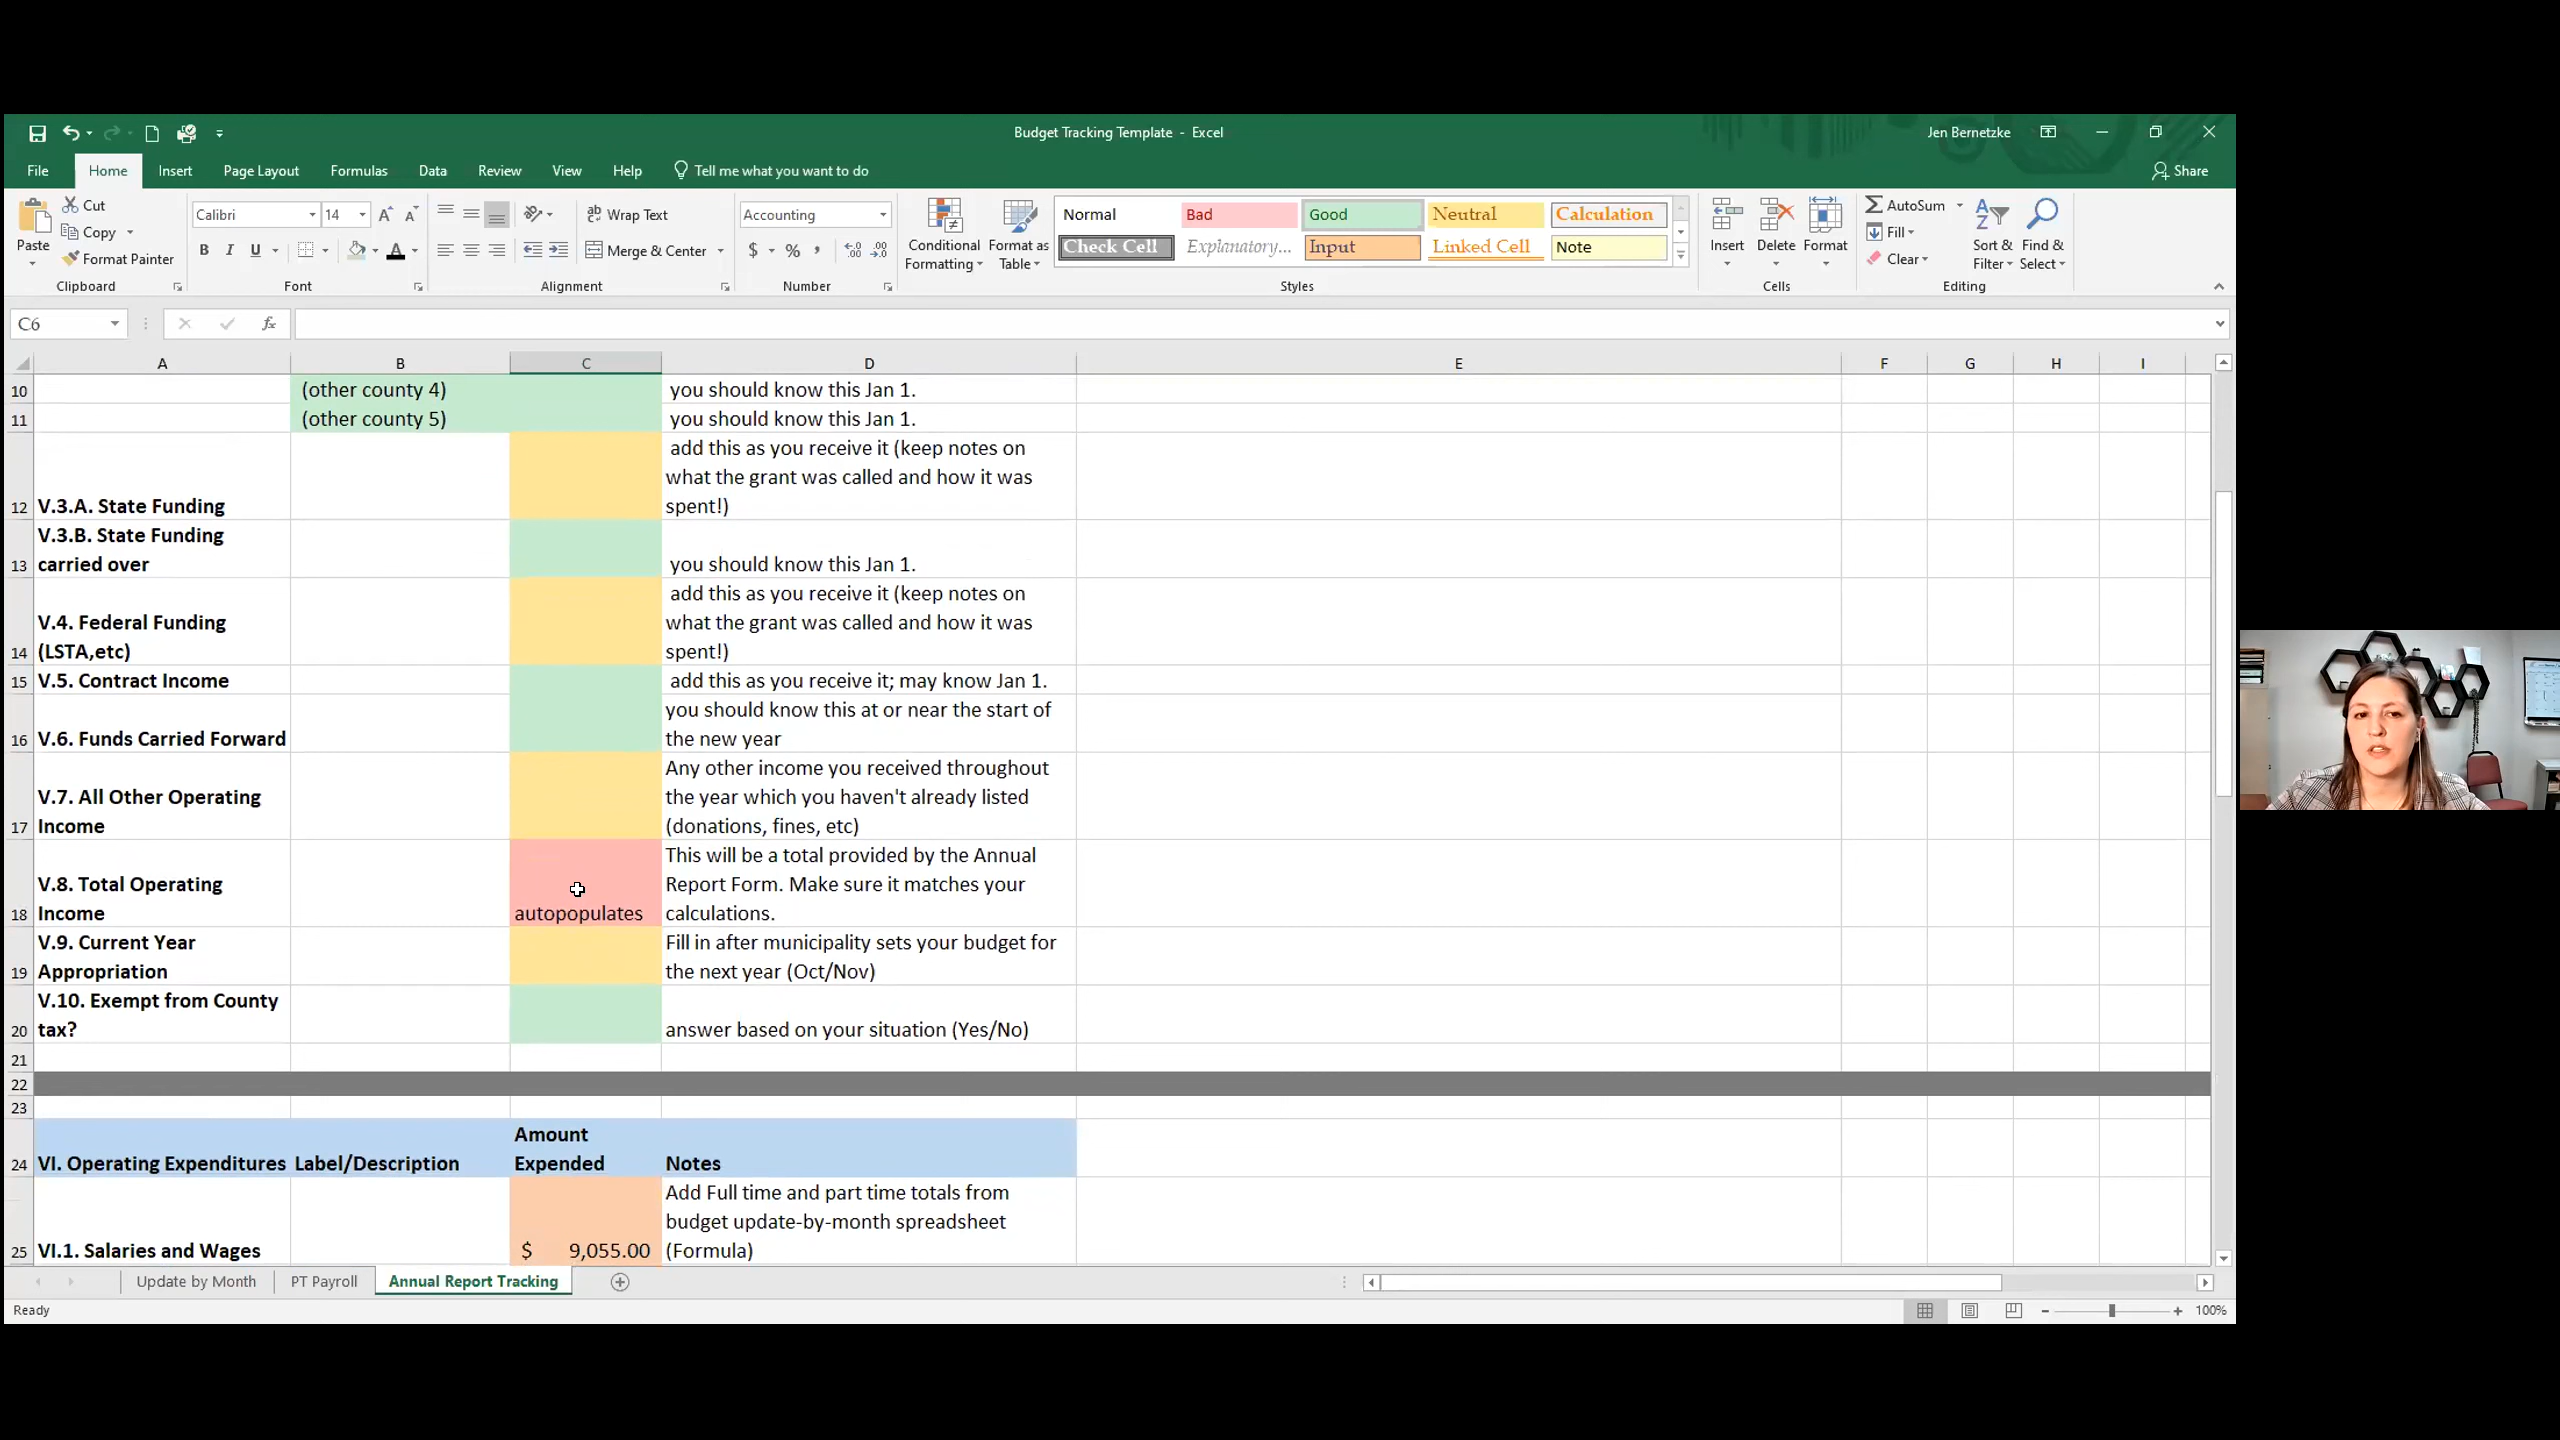 Budget Tracking Template - Excel
Jen Bernetzke
File Home Insert Page Layout Formulas Data Review View Help Tell me what you want to do
Share
Paste
Cut
Copy
Format Painter
Clipboard
Calibri 14
B I U
Font
Wrap Text
Merge & Center
Alignment
Accounting
$ %
Number
Conditional Formatting
Format as Table
Normal Bad Good Neutral Calculation
Check Cell Explanatory... Input Linked Cell Note
Styles
Insert Delete Format
Cells
AutoSum
Fill
Clear
Sort & Filter
Find & Select
Editing
C6
fx
A B C D E F G H I
10 (other county 4) you should know this Jan 1.
11 (other county 5) you should know this Jan 1.
add this as you receive it (keep notes on
what the grant was called and how it was
12 V.3.A. State Funding spent!)
V.3.B. State Funding
13 carried over you should know this Jan 1.
add this as you receive it (keep notes on
V.4. Federal Funding what the grant was called and how it was
14 (LSTA,etc) spent!)
15 V.5. Contract Income add this as you receive it; may know Jan 1.
you should know this at or near the start of
16 V.6. Funds Carried Forward the new year
Any other income you received throughout
V.7. All Other Operating the year which you haven't already listed
17 Income (donations, fines, etc)
This will be a total provided by the Annual
V.8. Total Operating Report Form. Make sure it matches your
18 Income autopopulates calculations.
V.9. Current Year Fill in after municipality sets your budget for
19 Appropriation the next year (Oct/Nov)
V.10. Exempt from County
20 tax? answer based on your situation (Yes/No)
21
22
23
Amount
24 VI. Operating Expenditures Label/Description Expended Notes
Add Full time and part time totals from
budget update-by-month spreadsheet
25 VI.1. Salaries and Wages $ 9,055.00 (Formula)
Update by Month PT Payroll Annual Report Tracking
Ready
100%